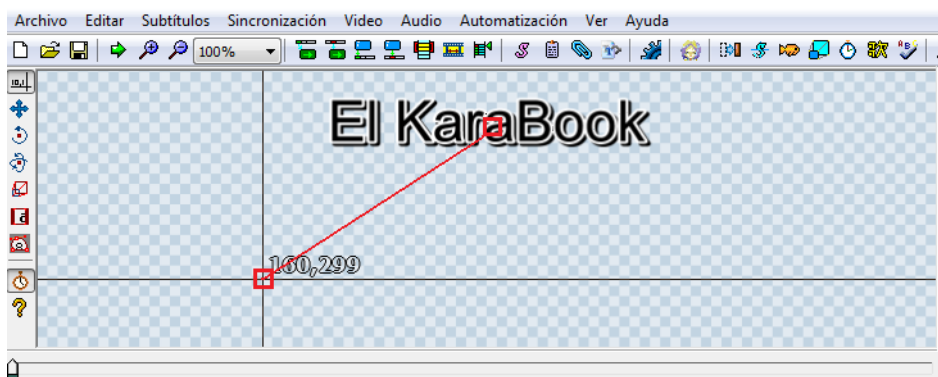 Archivo Editar Subtítulos Sincronización Video Audio Automatización Ver Ayuda
100%
El KaraBook
160,299